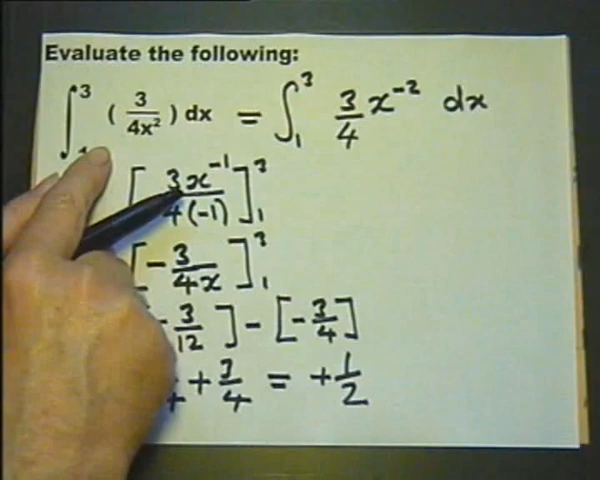 Evaluate the following:
∫ 3 ( 3/4x² ) dx = ∫₁³ 3/4 x⁻² dx
[ 3x⁻¹/4(-1) ]₁³
[ - 3/4x ]₁³
- 3/12 ] - [ - 3/4 ]
+ 3/4 = + 1/2